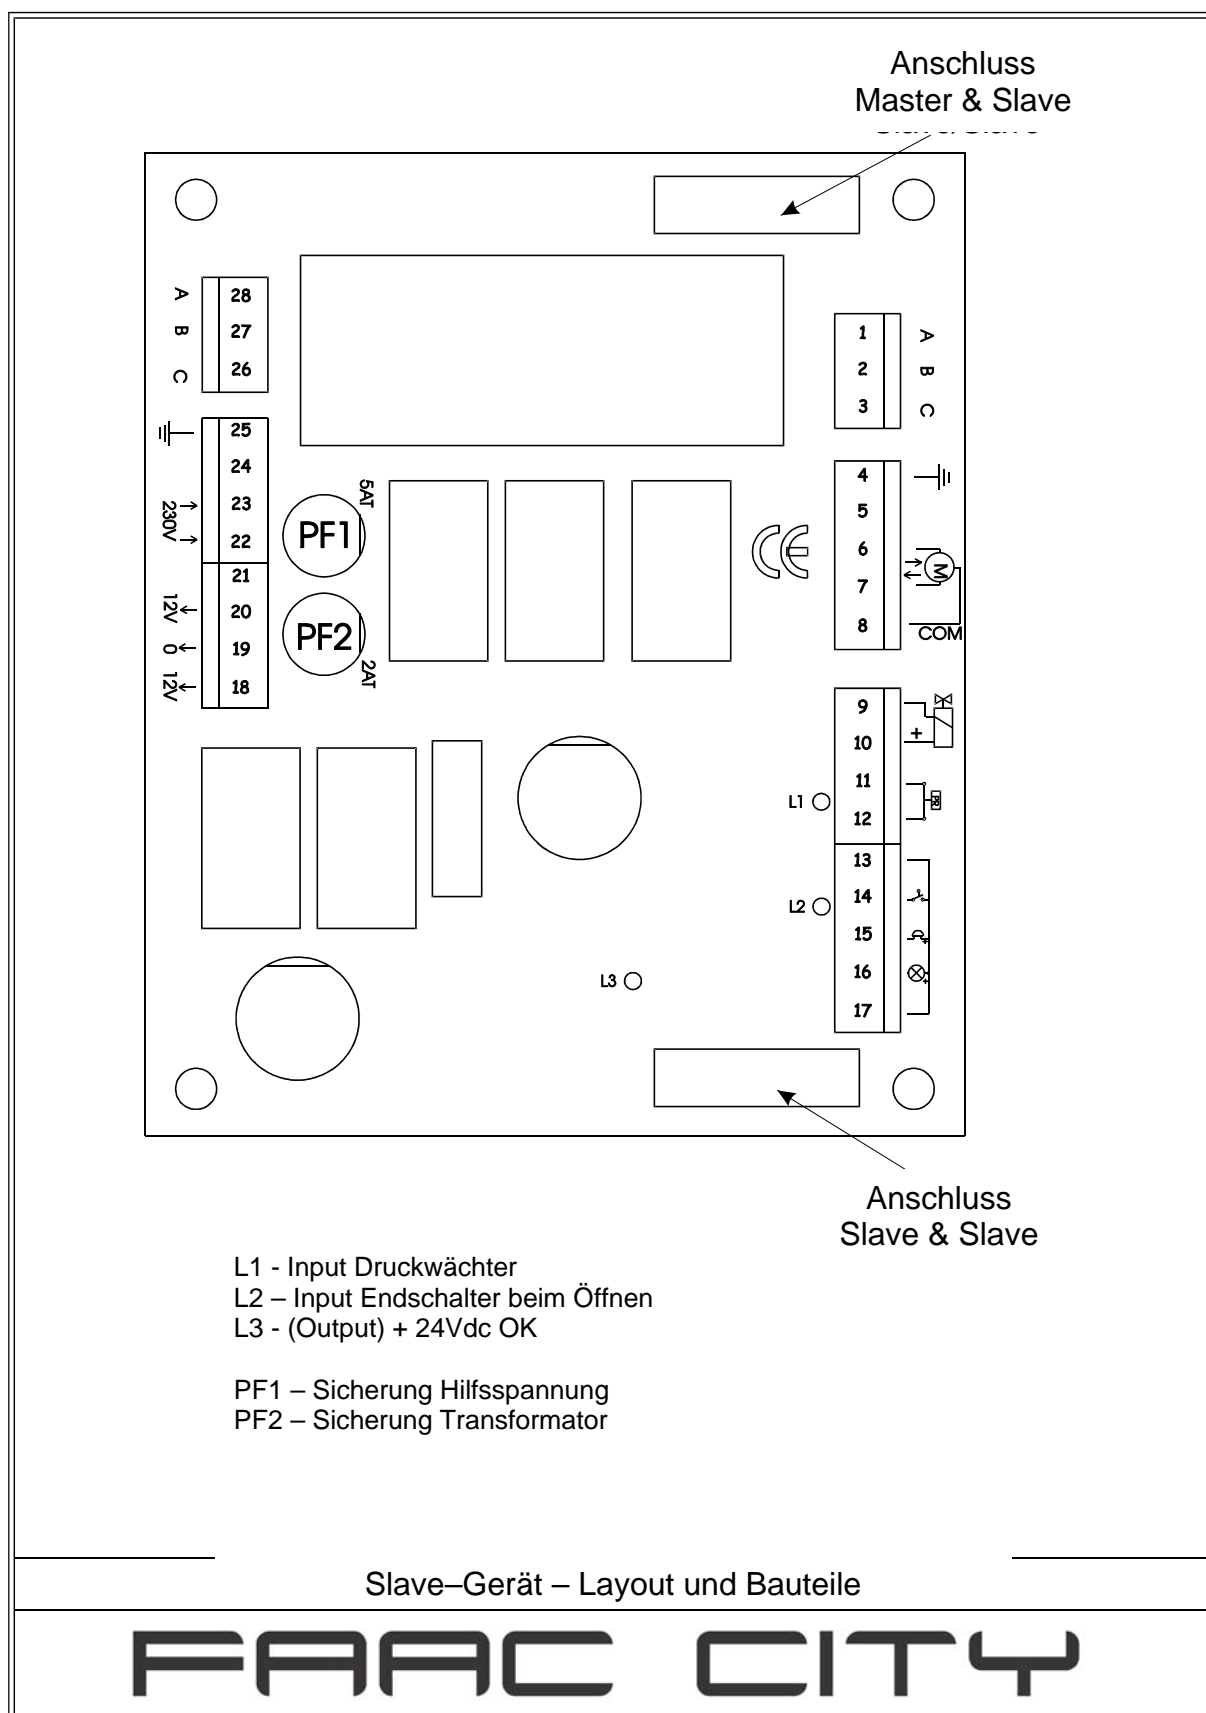 Anschluss
Master & Slave
A 28
B 27
C 26
1 A
2 B
3 C
25
24
23
22
230V
21
20
19
18
12V
0
12V
PF1
5AT
PF2
2AT
CE
4
5
6
7
8
M
COM
9
10
+
11
12
PR
L1
13
14
15
16
17
+
+
L2
L3
Anschluss
Slave & Slave
L1 - Input Druckwächter
L2 – Input Endschalter beim Öffnen
L3 - (Output) + 24Vdc OK
PF1 – Sicherung Hilfsspannung
PF2 – Sicherung Transformator
Slave–Gerät – Layout und Bauteile
FAAC CITY